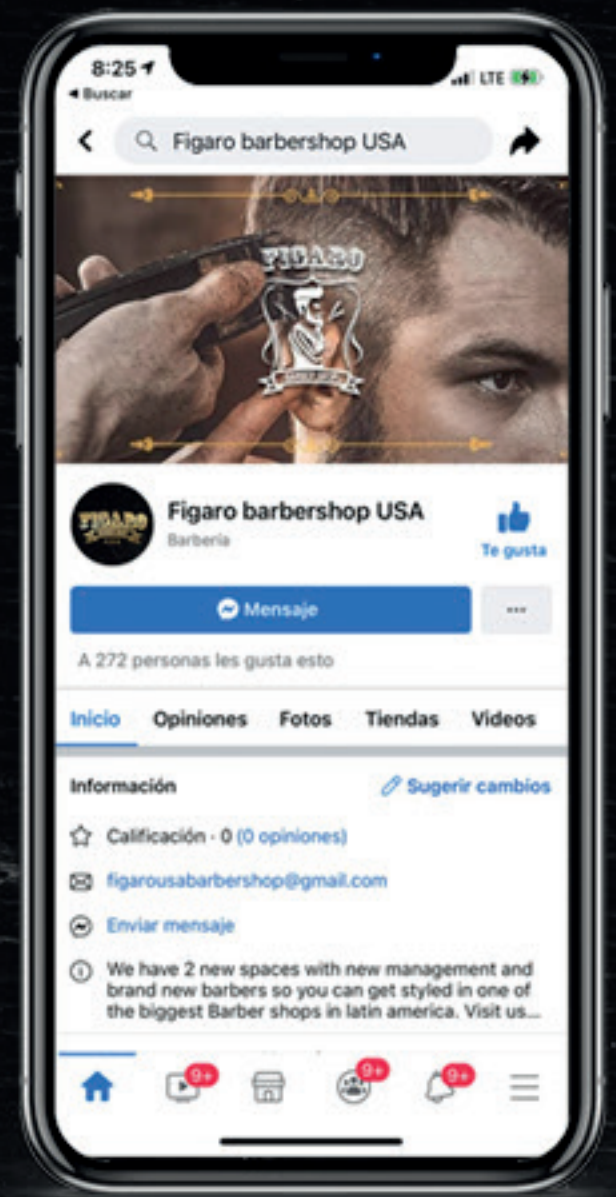 8:25
LTE
Buscar
Figaro barbershop USA
FIGARO
BARBER SHOP
FIGARO
Figaro barbershop USA
Barbería
Te gusta
Mensaje
A 272 personas les gusta esto
Inicio Opiniones Fotos Tiendas Videos
Información Sugerir cambios
Calificación · 0 (0 opiniones)
figarousabarbershop@gmail.com
Enviar mensaje
We have 2 new spaces with new management and
brand new barbers so you can get styled in one of
the biggest Barber shops in latin america. Visit us...
9+ 9+ 9+